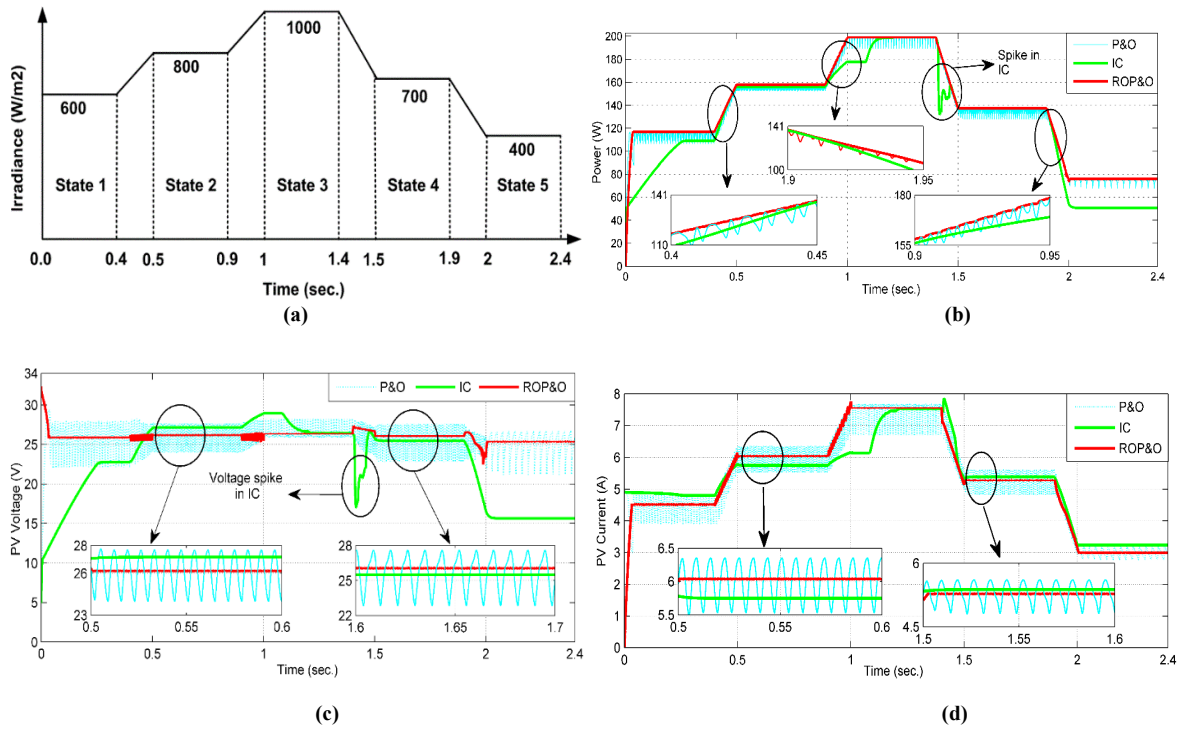 Irradiance (W/m2)
600
800
1000
700
400
State 1
State 2
State 3
State 4
State 5
0.0 0.4 0.5 0.9 1 1.4 1.5 1.9 2 2.4
Time (sec.)
(a)
Power (W)
200
180
160
140
120
100
80
60
40
20
0
P&O
IC
ROP&O
Spike in
IC
141
100
1.9 1.95
141
110
0.4 0.45
180
155
0.9 0.95
0 0.5 1 1.5 2 2.4
Time (sec.)
(b)
PV Voltage (V)
34
30
25
20
15
10
5
0
P&O IC ROP&O
Voltage spike
in IC
28
26
23
0.5 0.55 0.6
28
25
22
1.6 1.65 1.7
0 0.5 1 1.5 2 2.4
Time (sec.)
(c)
PV Current (A)
8
7
6
5
4
3
2
1
0
P&O
IC
ROP&O
6.5
6
5.5
0.5 0.55 0.6
6
4.5
1.5 1.55 1.6
0 0.5 1 1.5 2 2.4
Time (sec.)
(d)